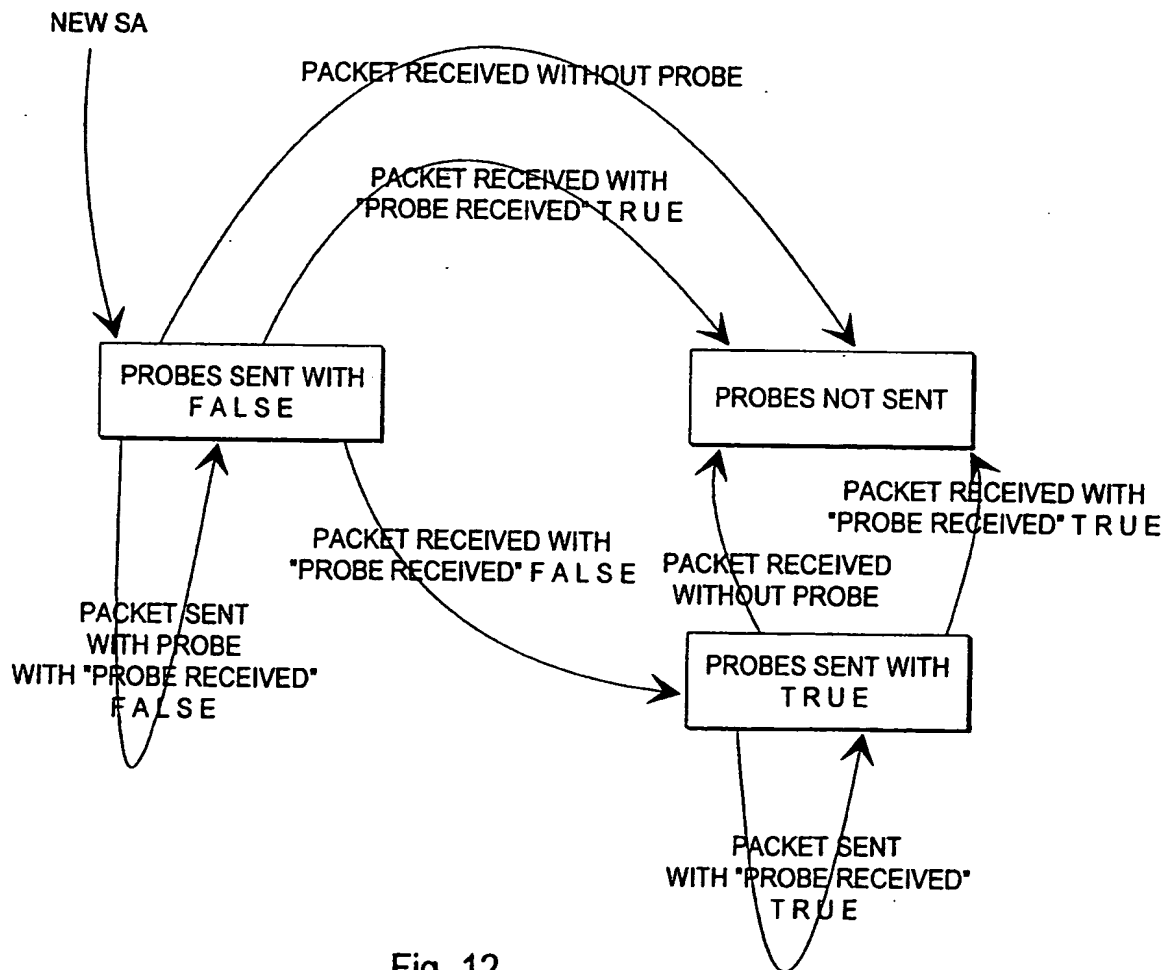 NEW SA
PACKET RECEIVED WITHOUT PROBE
PACKET RECEIVED WITH
"PROBE RECEIVED" T R U E
PROBES SENT WITH
F A L S E
PROBES NOT SENT
PACKET RECEIVED WITH
"PROBE RECEIVED" T R U E
PACKET RECEIVED WITH
"PROBE RECEIVED" F A L S E
PACKET RECEIVED
WITHOUT PROBE
PACKET SENT
WITH PROBE
WITH "PROBE RECEIVED"
F A L S E
PROBES SENT WITH
T R U E
PACKET SENT
WITH "PROBE RECEIVED"
T R U E
Fig. 12